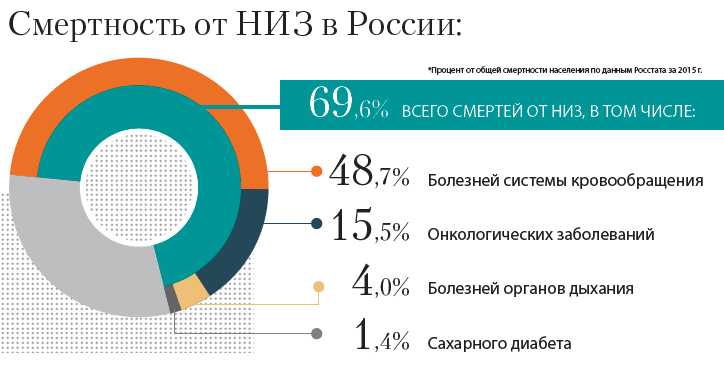 Смертность от НИЗ в России:
*Процент от общей смертности населения по данным Росстата за 2015 г.
69,6% ВСЕГО СМЕРТЕЙ ОТ НИЗ, В ТОМ ЧИСЛЕ:
48,7% Болезней системы кровообращения
15,5% Онкологических заболеваний
4,0% Болезней органов дыхания
1,4% Сахарного диабета